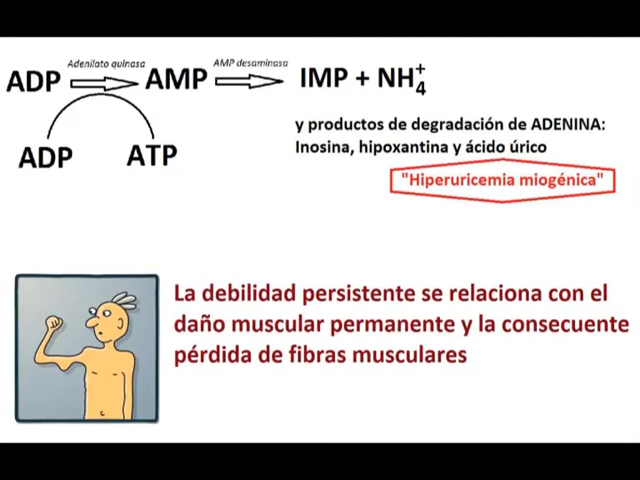 Adenilato quinasa AMP desaminasa
ADP AMP IMP + NH4+
ADP ATP
y productos de degradación de ADENINA:
Inosina, hipoxantina y ácido úrico
"Hiperuricemia miogénica"
La debilidad persistente se relaciona con el
daño muscular permanente y la consecuente
pérdida de fibras musculares